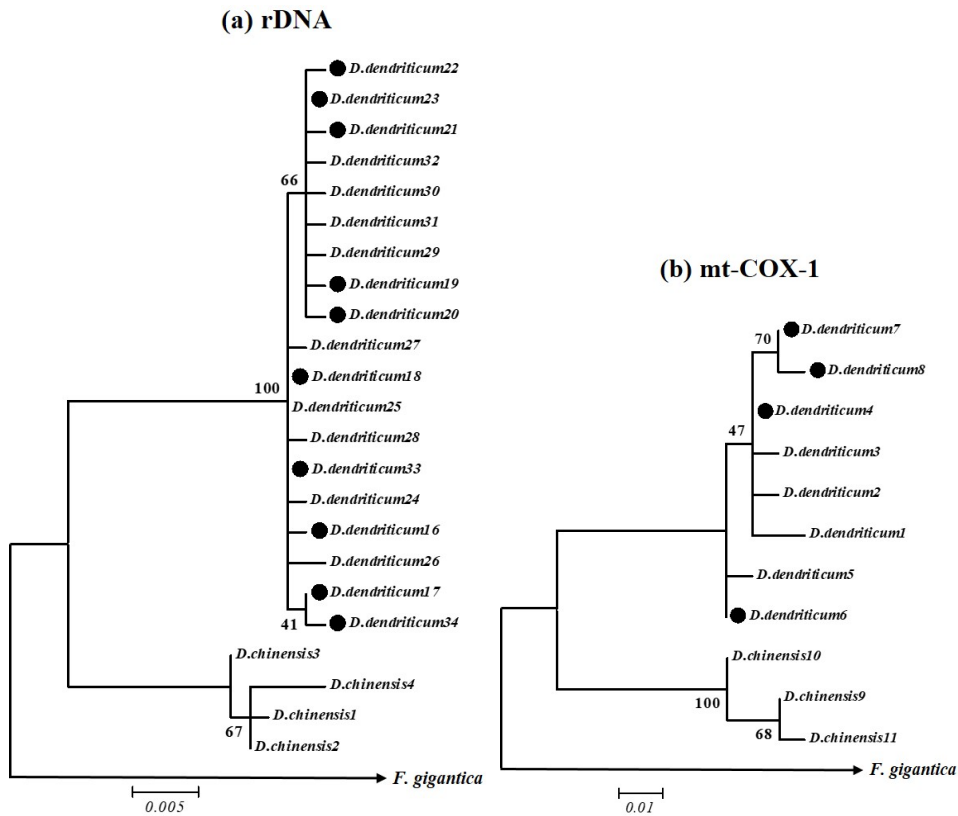 (a) rDNA
D.dendriticum22
D.dendriticum23
D.dendriticum21
D.dendriticum32
66
D.dendriticum30
D.dendriticum31
D.dendriticum29
D.dendriticum19
D.dendriticum20
D.dendriticum27
D.dendriticum18
100
D.dendriticum25
D.dendriticum28
D.dendriticum33
D.dendriticum24
D.dendriticum16
D.dendriticum26
D.dendriticum17
41
D.dendriticum34
D.chinensis3
D.chinensis4
D.chinensis1
67
D.chinensis2
F. gigantica
0.005
(b) mt-COX-1
D.dendriticum7
70
D.dendriticum8
D.dendriticum4
47
D.dendriticum3
D.dendriticum2
D.dendriticum1
D.dendriticum5
D.dendriticum6
D.chinensis10
100
D.chinensis9
68
D.chinensis11
F. gigantica
0.01